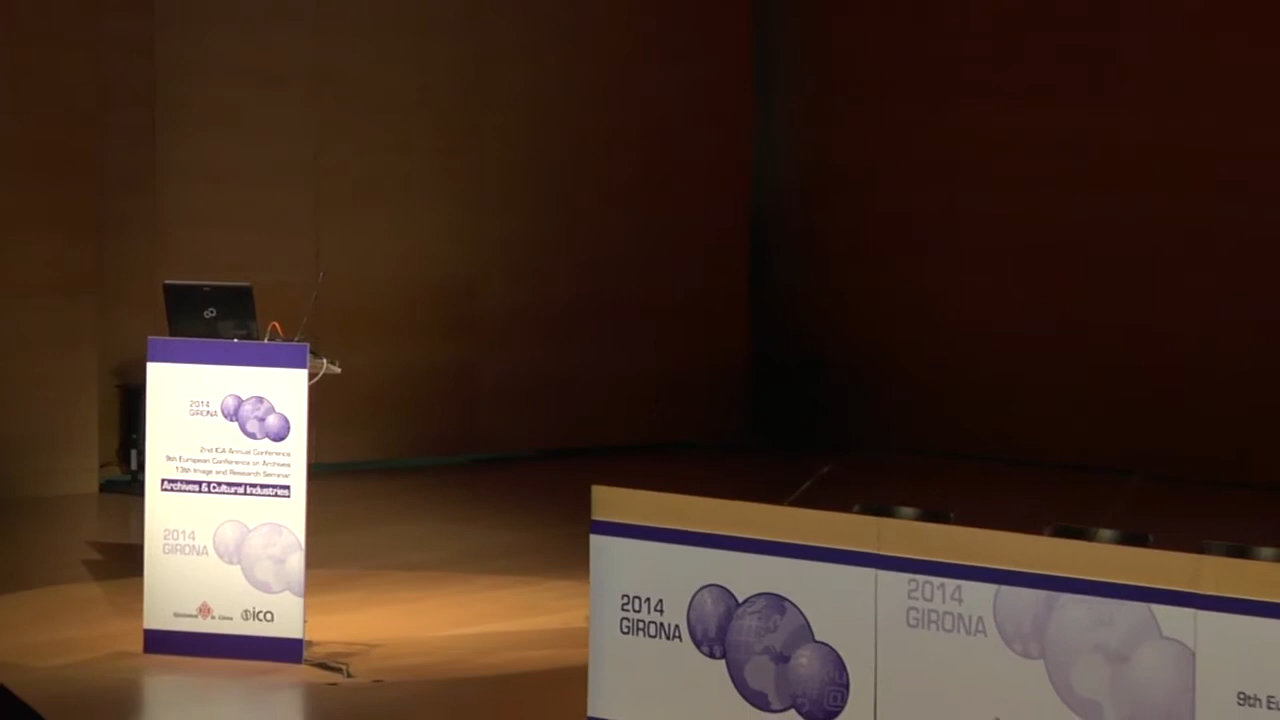 2014
GIRONA
2nd ICA Annual Conference
9th European Conference on Archives
13th Image and Research Seminar
Archives & Cultural Industries
2014
GIRONA
ica
2014
GIRONA
2014
GIRONA
9th E